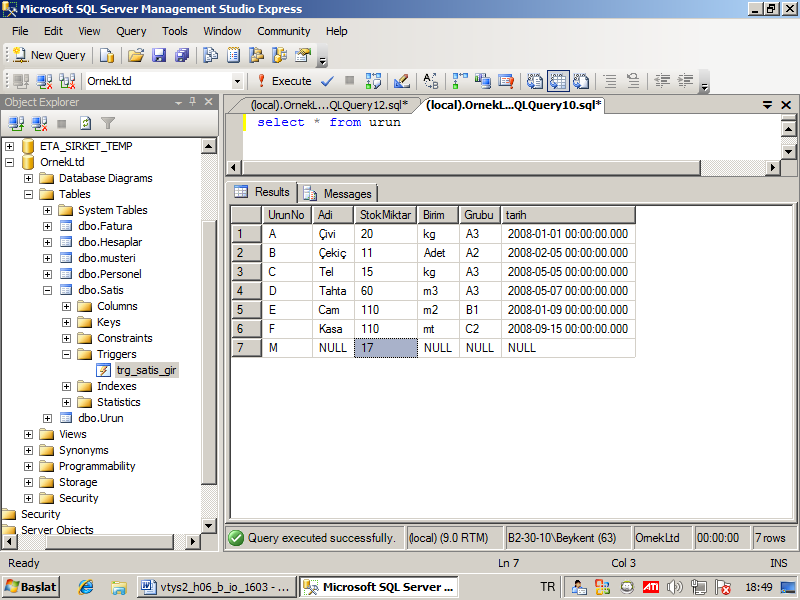 Microsoft SQL Server Management Studio Express
File Edit View Query Tools Window Community Help
New Query
OrnekLtd Execute
Object Explorer
ETA_SIRKET_TEMP
OrnekLtd
Database Diagrams
Tables
System Tables
dbo.Fatura
dbo.Hesaplar
dbo.musteri
dbo.Personel
dbo.Satis
Columns
Keys
Constraints
Triggers
trg_satis_gir
Indexes
Statistics
dbo.Urun
Views
Synonyms
Programmability
Storage
Security
Security
Server Objects
(local).OrnekL...QLQuery12.sql* (local).OrnekL...QLQuery10.sql*
select * from urun
Results Messages
UrunNo Adi StokMiktar Birim Grubu tarih
1 A Çivi 20 kg A3 2008-01-01 00:00:00.000
2 B Çekiç 11 Adet A2 2008-02-05 00:00:00.000
3 C Tel 15 kg A3 2008-05-05 00:00:00.000
4 D Tahta 60 m3 A3 2008-05-07 00:00:00.000
5 E Cam 110 m2 B1 2008-01-09 00:00:00.000
6 F Kasa 110 mt C2 2008-09-15 00:00:00.000
7 M NULL 17 NULL NULL NULL
Query executed successfully. (local) (9.0 RTM) B2-30-10\Beykent (63) OrnekLtd 00:00:00 7 rows
Ready Ln 7 Col 3 INS
Başlat vtys2_h06_b_io_1603 - ... Microsoft SQL Server ... TR ATI 18:49